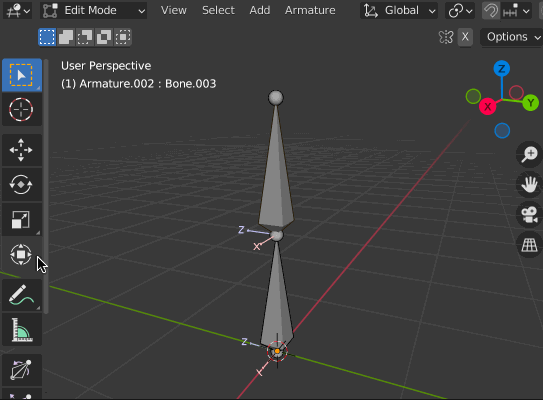 Edit Mode View Select Add Armature Global
X Options
User Perspective
(1) Armature.002 : Bone.003
Z
X Y
Z
X
Z